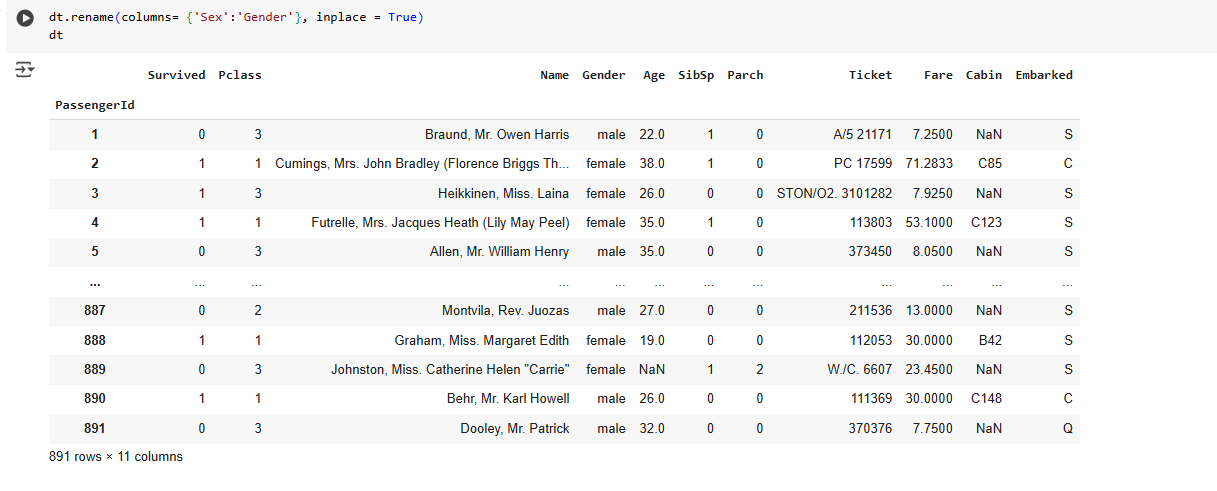 dt.rename(columns= {'Sex':'Gender'}, inplace = True)
dt
Survived Pclass Name Gender Age SibSp Parch Ticket Fare Cabin Embarked
PassengerId
1 0 3 Braund, Mr. Owen Harris male 22.0 1 0 A/5 21171 7.2500 NaN S
2 1 1 Cumings, Mrs. John Bradley (Florence Briggs Th... female 38.0 1 0 PC 17599 71.2833 C85 C
3 1 3 Heikkinen, Miss. Laina female 26.0 0 0 STON/O2. 3101282 7.9250 NaN S
4 1 1 Futrelle, Mrs. Jacques Heath (Lily May Peel) female 35.0 1 0 113803 53.1000 C123 S
5 0 3 Allen, Mr. William Henry male 35.0 0 0 373450 8.0500 NaN S
... ... ... ... ... ... ... ... ... ... ... ...
887 0 2 Montvila, Rev. Juozas male 27.0 0 0 211536 13.0000 NaN S
888 1 1 Graham, Miss. Margaret Edith female 19.0 0 0 112053 30.0000 B42 S
889 0 3 Johnston, Miss. Catherine Helen "Carrie" female NaN 1 2 W./C. 6607 23.4500 NaN S
890 1 1 Behr, Mr. Karl Howell male 26.0 0 0 111369 30.0000 C148 C
891 0 3 Dooley, Mr. Patrick male 32.0 0 0 370376 7.7500 NaN Q
891 rows × 11 columns